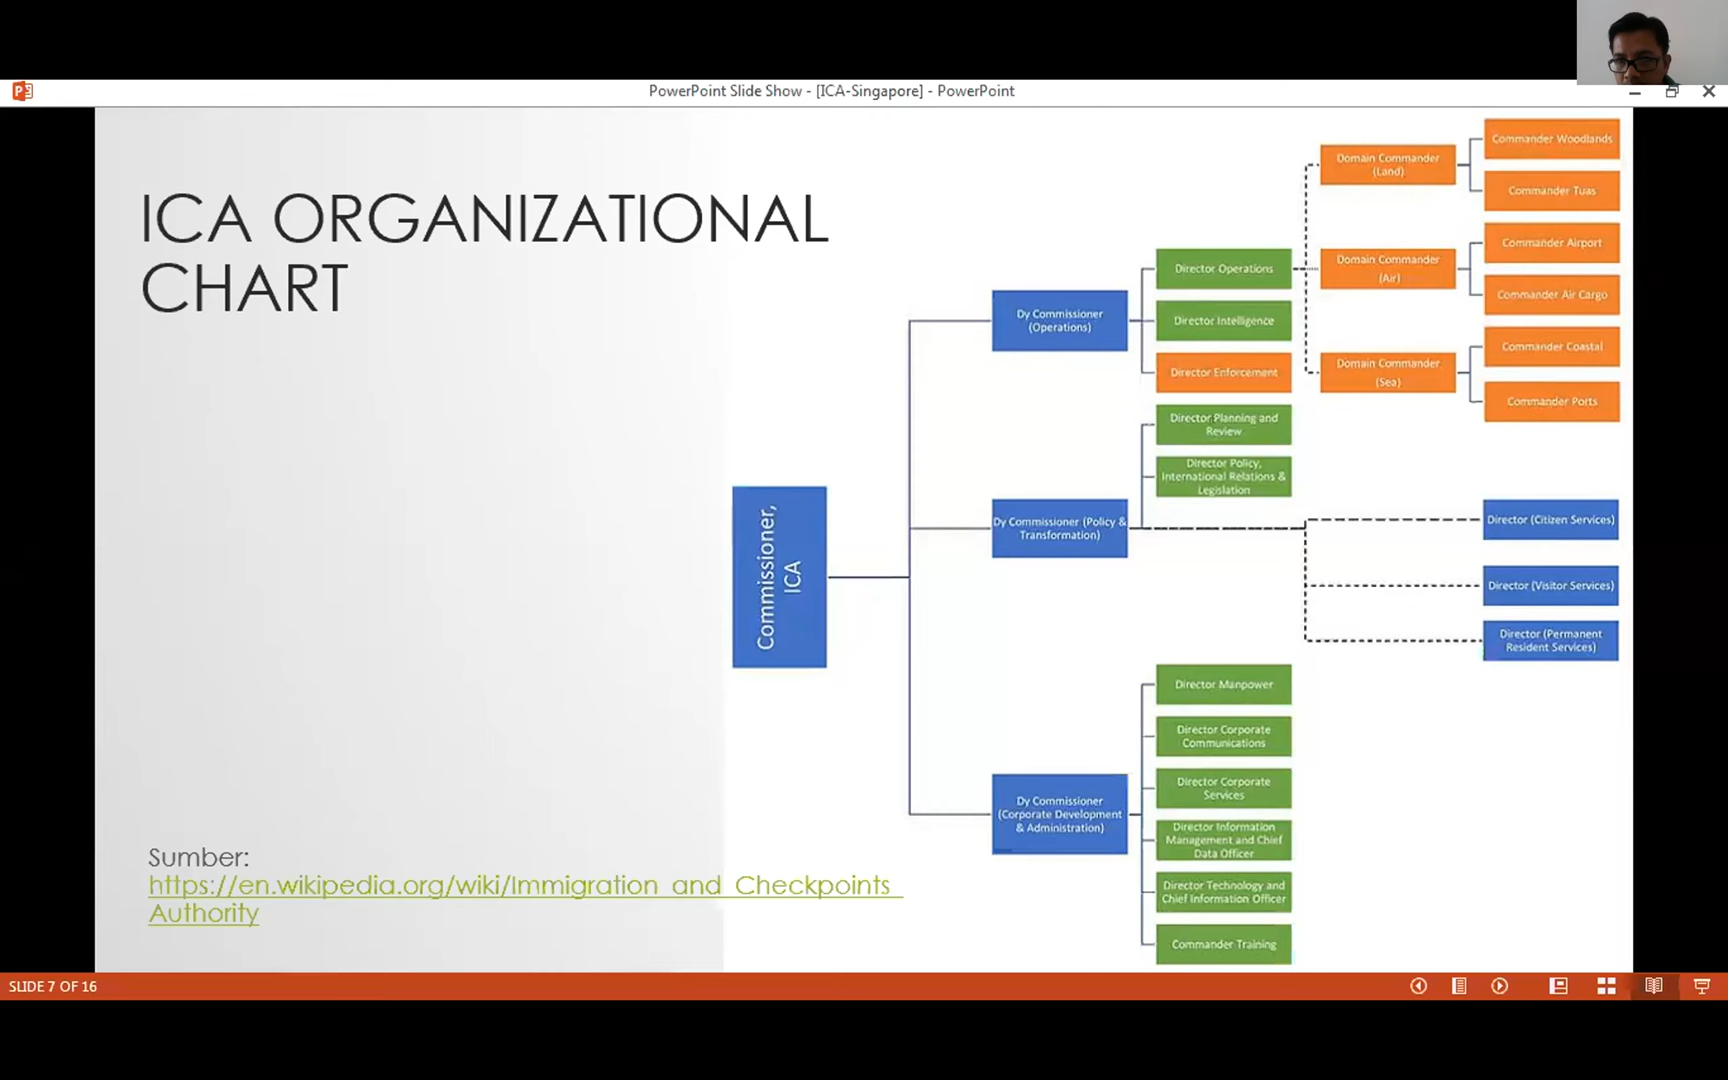 PowerPoint Slide Show - [ICA-Singapore] - PowerPoint
ICA ORGANIZATIONAL
CHART
Commissioner,
ICA
Dy Commissioner
(Operations)
Director Operations
Director Intelligence
Director Enforcement
Domain Commander
(Land)
Commander Woodlands
Commander Tuas
Domain Commander
(Air)
Commander Airport
Commander Air Cargo
Domain Commander
(Sea)
Commander Coastal
Commander Ports
Dy Commissioner (Policy &
Transformation)
Director Planning and
Review
Director Policy,
International Relations &
Legislation
Director (Citizen Services)
Director (Visitor Services)
Director (Permanent
Resident Services)
Dy Commissioner
(Corporate Development
& Administration)
Director Manpower
Director Corporate
Communications
Director Corporate
Services
Director Information
Management and Chief
Data Officer
Director Technology and
Chief Information Officer
Commander Training
Sumber:
https://en.wikipedia.org/wiki/Immigration_and_Checkpoints_
Authority
SLIDE 7 OF 16